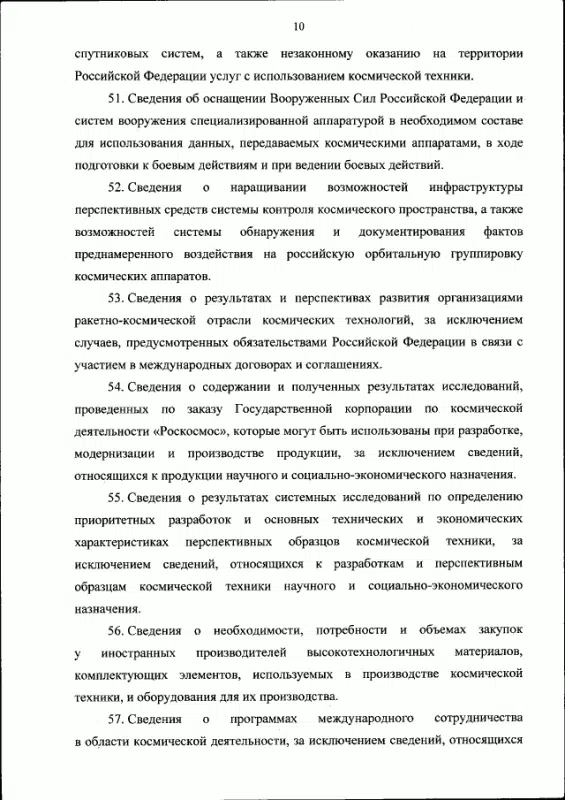 10
спутниковых систем, а также незаконному оказанию на территории
Российской Федерации услуг с использованием космической техники.
51. Сведения об оснащении Вооруженных Сил Российской Федерации и
систем вооружения специализированной аппаратурой в необходимом составе
для использования данных, передаваемых космическими аппаратами, в ходе
подготовки к боевым действиям и при ведении боевых действий.
52. Сведения о наращивании возможностей инфраструктуры
перспективных средств системы контроля космического пространства, а также
возможностей системы обнаружения и документирования фактов
преднамеренного воздействия на российскую орбитальную группировку
космических аппаратов.
53. Сведения о результатах и перспективах развития организациями
ракетно-космической отрасли космических технологий, за исключением
случаев, предусмотренных обязательствами Российской Федерации в связи с
участием в международных договорах и соглашениях.
54. Сведения о содержании и полученных результатах исследований,
проведенных по заказу Государственной корпорации по космической
деятельности «Роскосмос», которые могут быть использованы при разработке,
модернизации и производстве продукции, за исключением сведений,
относящихся к продукции научного и социально-экономического назначения.
55. Сведения о результатах системных исследований по определению
приоритетных разработок и основных технических и экономических
характеристиках перспективных образцов космической техники, за
исключением сведений, относящихся к разработкам и перспективным
образцам космической техники научного и социально-экономического
назначения.
56. Сведения о необходимости, потребности и объемах закупок
у иностранных производителей высокотехнологичных материалов,
комплектующих элементов, используемых в производстве космической
техники, и оборудования для их производства.
57. Сведения о программах международного сотрудничества
в области космической деятельности, за исключением сведений, относящихся